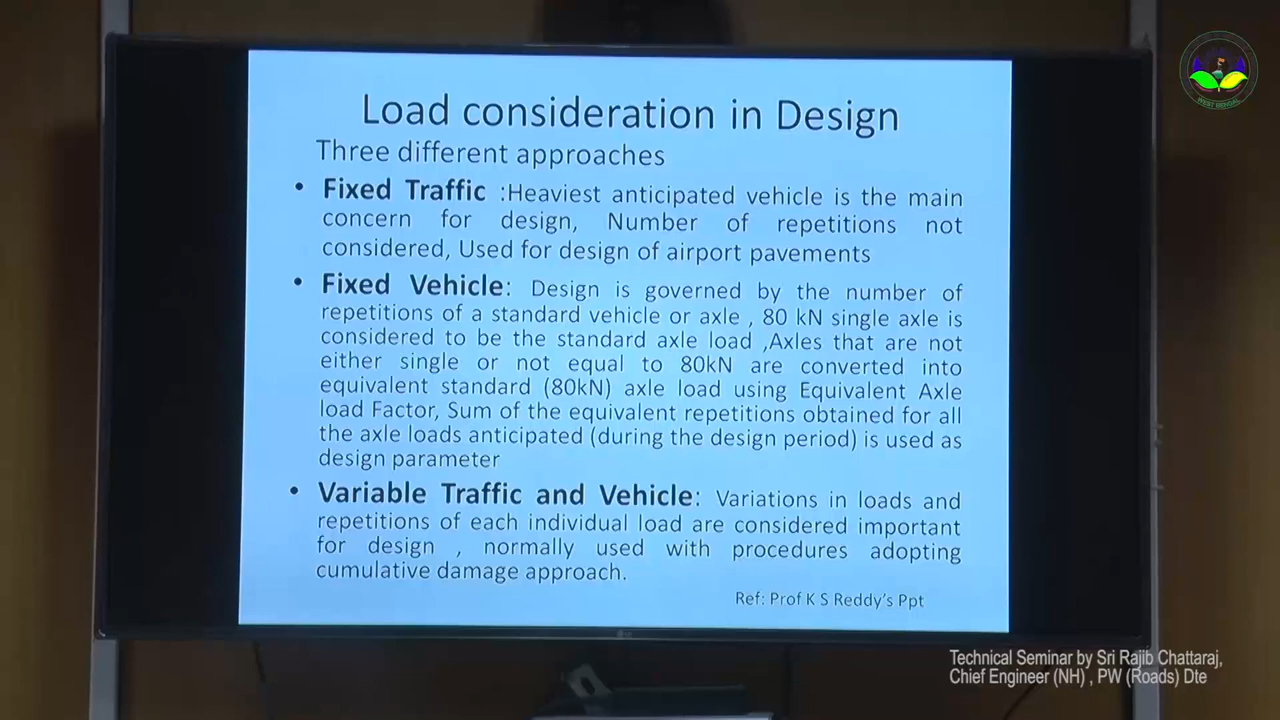 Load consideration in Design
Three different approaches
• Fixed Traffic :Heaviest anticipated vehicle is the main
concern for design, Number of repetitions not
considered, Used for design of airport pavements
• Fixed Vehicle: Design is governed by the number of
repetitions of a standard vehicle or axle , 80 kN single axle is
considered to be the standard axle load ,Axles that are not
either single or not equal to 80kN are converted into
equivalent standard (80kN) axle load using Equivalent Axle
load Factor, Sum of the equivalent repetitions obtained for all
the axle loads anticipated (during the design period) is used as
design parameter
• Variable Traffic and Vehicle: Variations in loads and
repetitions of each individual load are considered important
for design , normally used with procedures adopting
cumulative damage approach.
Ref: Prof K S Reddy's Ppt
WEST BENGAL
LG
Technical Seminar by Sri Rajib Chattaraj,
Chief Engineer (NH) , PW (Roads) Dte